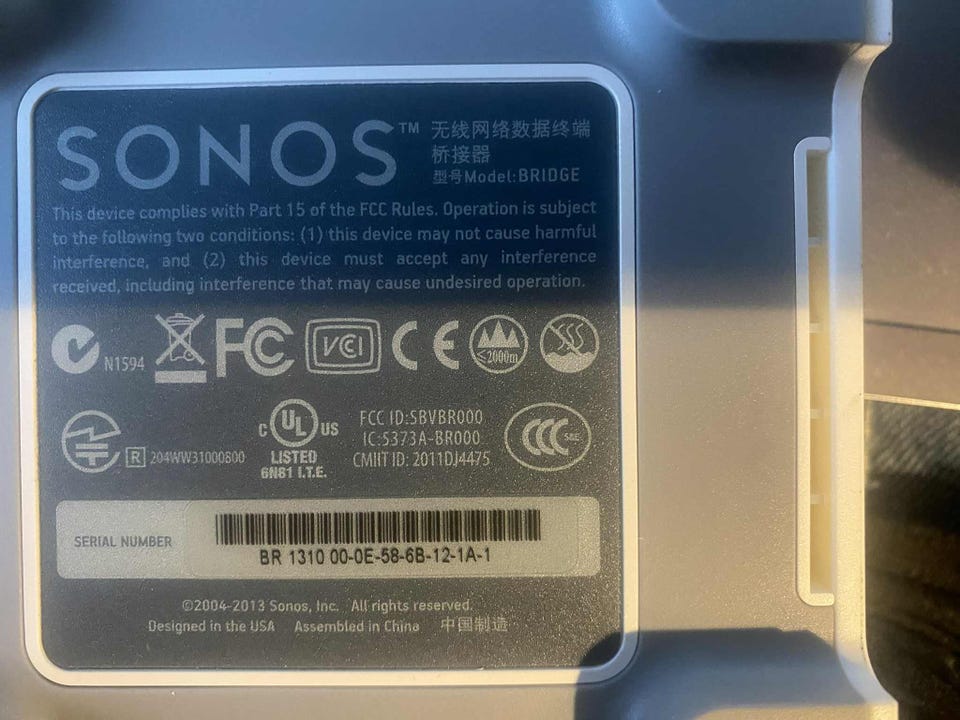 SONOS™ 无线网络数据终端
桥接器
型号Model:BRIDGE
This device complies with Part 15 of the FCC Rules. Operation is subject
to the following two conditions: (1) this device may not cause harmful
interference, and (2) this device must accept any interference
received, including interference that may cause undesired operation.
N1594 FC VCI CE ≤2000m
R 204WW31000800
c UL US
LISTED
6N81 I.T.E.
FCC ID:SBVBR000
IC:5373A-BR000
CMIIT ID: 2011DJ4475
CCC S&E
SERIAL NUMBER
BR 1310 00-0E-58-6B-12-1A-1
©2004-2013 Sonos, Inc. All rights reserved.
Designed in the USA Assembled in China 中国制造